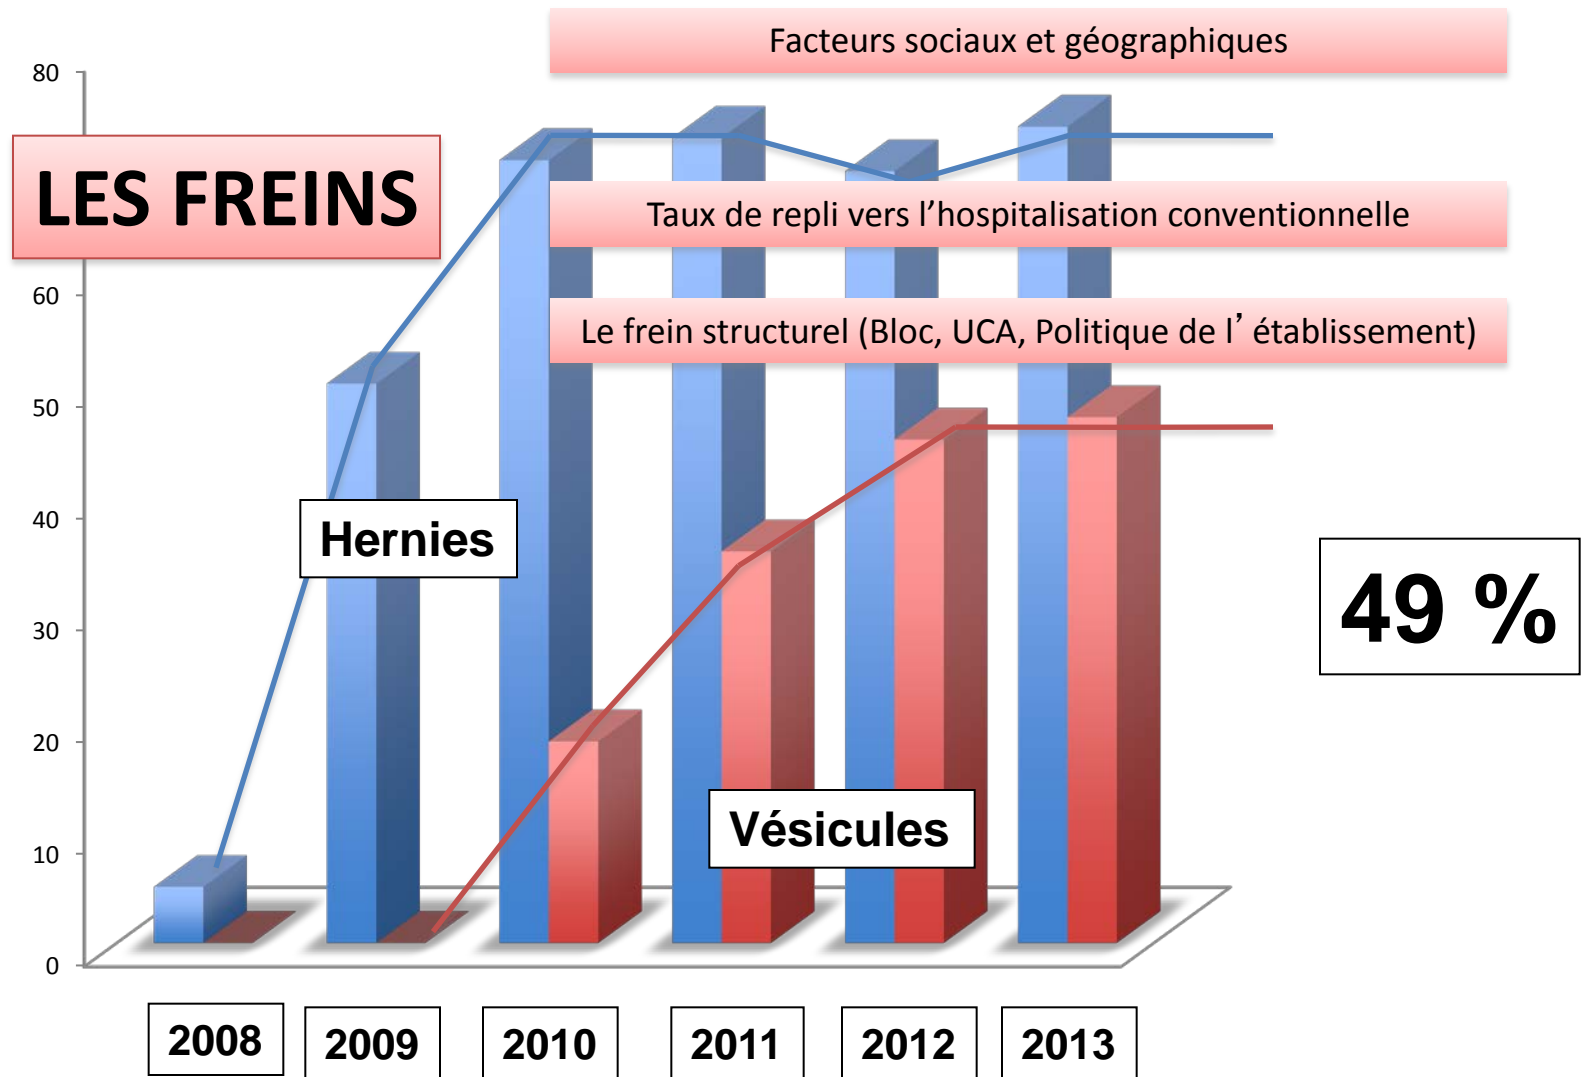 Facteurs sociaux et géographiques
80
LES FREINS
Taux de repli vers l’hospitalisation conventionnelle
60
Le frein structurel (Bloc, UCA, Politique de l’ établissement)
50
40
Hernies
49 %
30
20
Vésicules
10
0
2008
2009
2010
2011
2012
2013